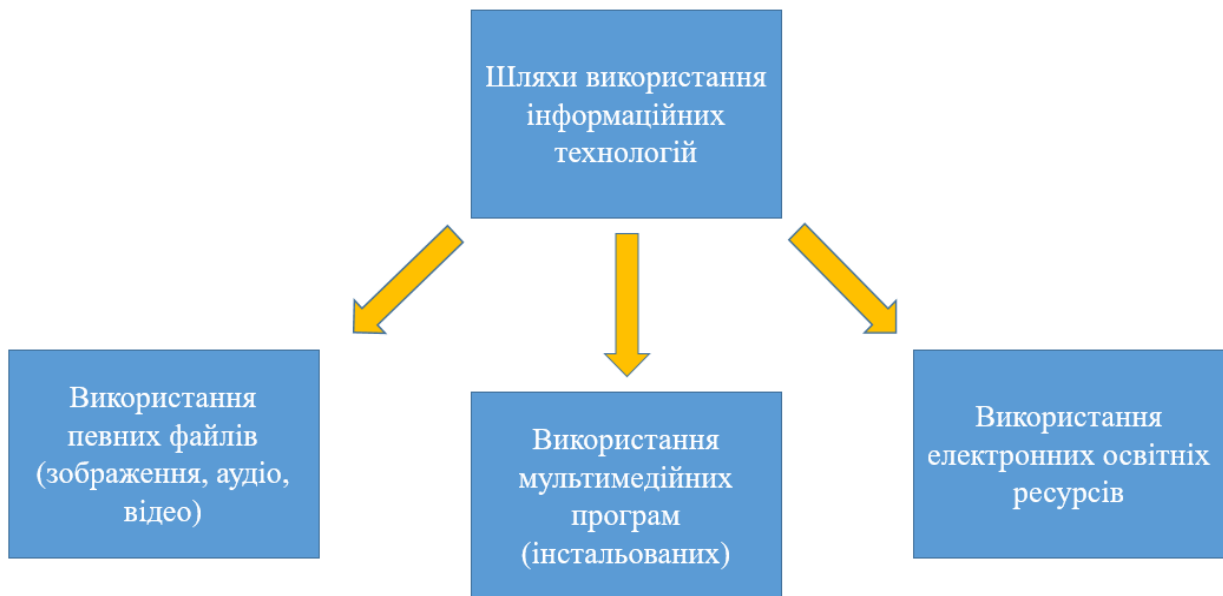 Шляхи використання
інформаційних
технологій
Використання
певних файлів
(зображення, аудіо,
відео)
Використання
мультимедійних
програм
(інстальованих)
Використання
електронних освітніх
ресурсів